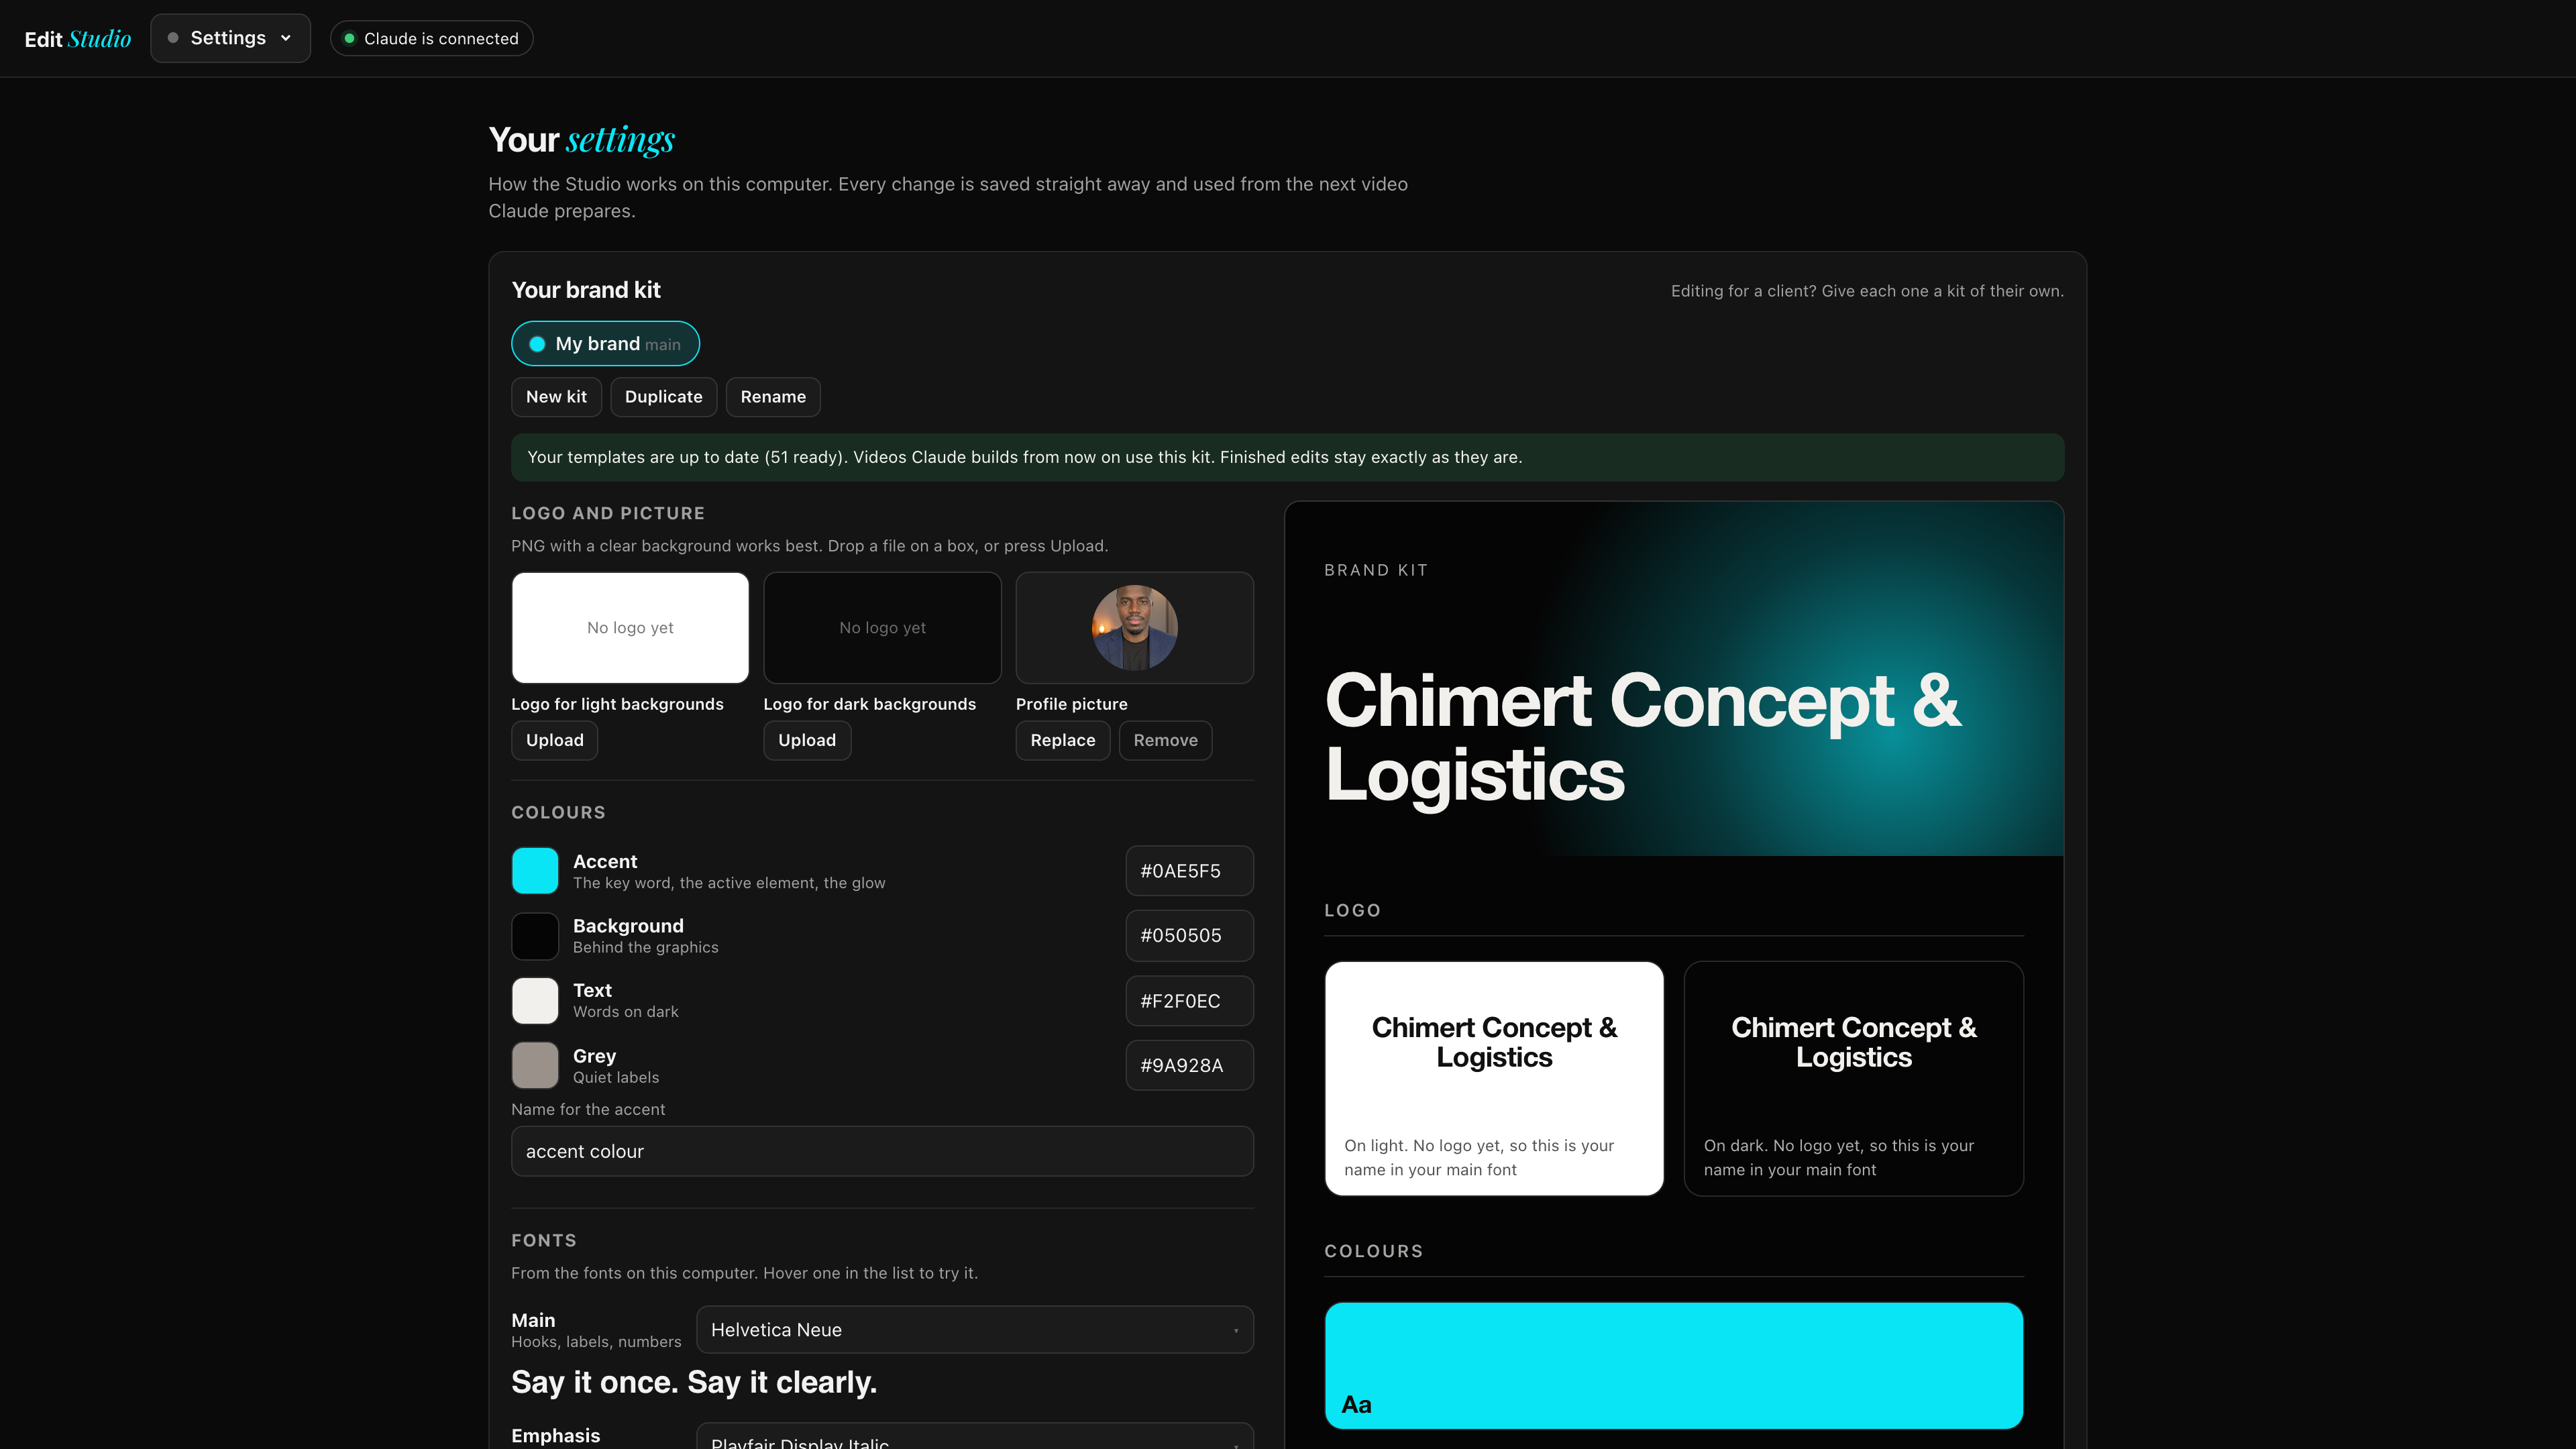 Edit Studio
Settings
Claude is connected
Your settings
How the Studio works on this computer. Every change is saved straight away and used from the next video
Claude prepares.
Your brand kit
Editing for a client? Give each one a kit of their own.
My brand main
New kit
Duplicate
Rename
Your templates are up to date (51 ready). Videos Claude builds from now on use this kit. Finished edits stay exactly as they are.
LOGO AND PICTURE
PNG with a clear background works best. Drop a file on a box, or press Upload.
No logo yet
No logo yet
Logo for light backgrounds
Logo for dark backgrounds
Profile picture
Upload
Upload
Replace
Remove
COLOURS
Accent
The key word, the active element, the glow
#0AE5F5
Background
Behind the graphics
#050505
Text
Words on dark
#F2F0EC
Grey
Quiet labels
#9A928A
Name for the accent
accent colour
FONTS
From the fonts on this computer. Hover one in the list to try it.
Main
Hooks, labels, numbers
Helvetica Neue
Say it once. Say it clearly.
Emphasis
Playfair Display Italic
BRAND KIT
Chimert Concept &
Logistics
LOGO
Chimert Concept &
Logistics
On light. No logo yet, so this is your
name in your main font
Chimert Concept &
Logistics
On dark. No logo yet, so this is your
name in your main font
COLOURS
Aa